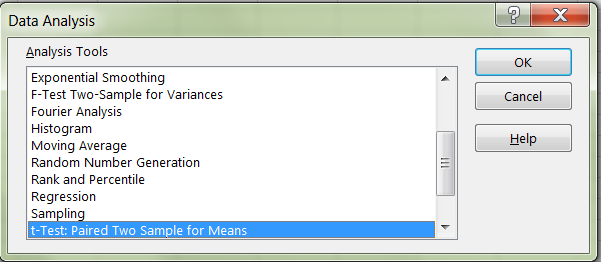 Data Analysis
?
Analysis Tools
Exponential Smoothing
F-Test Two-Sample for Variances
Fourier Analysis
Histogram
Moving Average
Random Number Generation
Rank and Percentile
Regression
Sampling
t-Test: Paired Two Sample for Means
OK
Cancel
Help